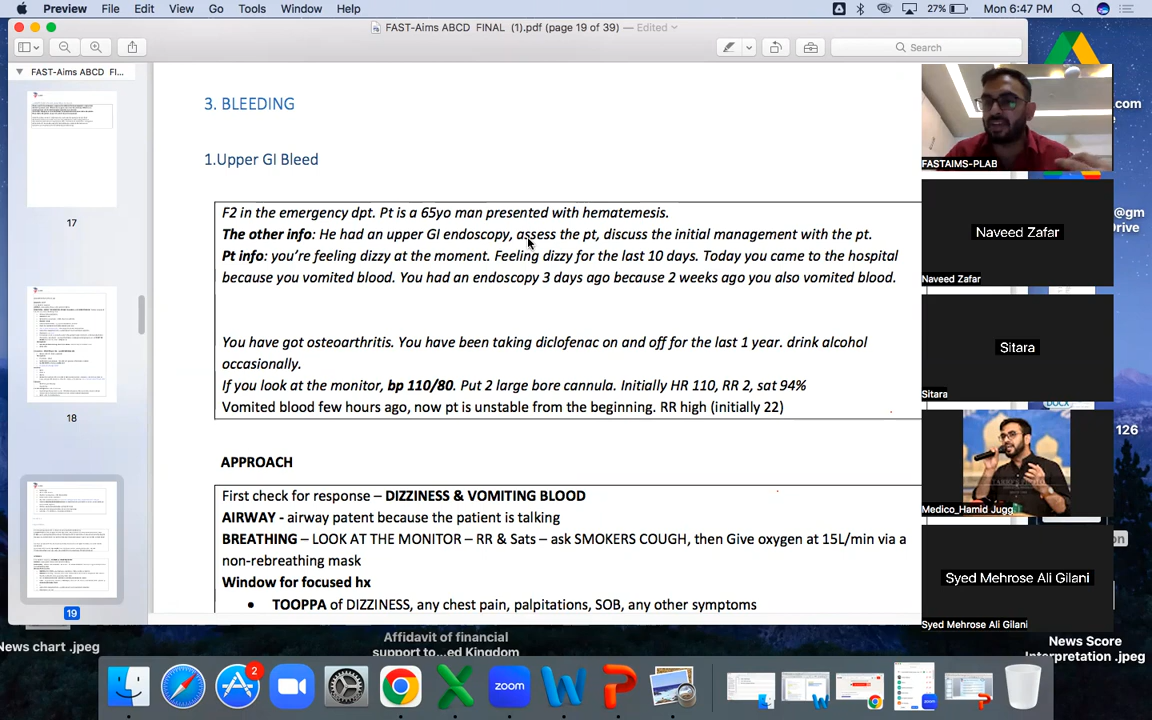 Preview File Edit View Go Tools Window Help
27% Mon 6:47 PM
FAST-Aims ABCD FINAL (1).pdf (page 19 of 39) — Edited
Search
FAST-Aims ABCD Fl...
17
18
19
3. BLEEDING
1.Upper GI Bleed
F2 in the emergency dpt. Pt is a 65yo man presented with hematemesis.
The other info: He had an upper GI endoscopy, assess the pt, discuss the initial management with the pt.
Pt info: you're feeling dizzy at the moment. Feeling dizzy for the last 10 days. Today you came to the hospital
because you vomited blood. You had an endoscopy 3 days ago because 2 weeks ago you also vomited blood.
You have got osteoarthritis. You have been taking diclofenac on and off for the last 1 year. drink alcohol
occasionally.
If you look at the monitor, bp 110/80. Put 2 large bore cannula. Initially HR 110, RR 2, sat 94%
Vomited blood few hours ago, now pt is unstable from the beginning. RR high (initially 22)
APPROACH
First check for response – DIZZINESS & VOMITING BLOOD
AIRWAY - airway patent because the patient is talking
BREATHING – LOOK AT THE MONITOR – RR & Sats – ask SMOKERS COUGH, then Give oxygen at 15L/min via a
non-rebreathing mask
Window for focused hx
• TOOPPA of DIZZINESS, any chest pain, palpitations, SOB, any other symptoms
FASTAIMS-PLAB
Naveed Zafar
Naveed Zafar
Sitara
Sitara
Medico_Hamid Jugg
Syed Mehrose Ali Gilani
Syed Mehrose Ali Gilani
.com
@gm
Drive
126
DOCX
on
News chart .jpeg
Affidavit of financial
support to...ed Kingdom
News Score
Interpretation .jpeg
2
zoom